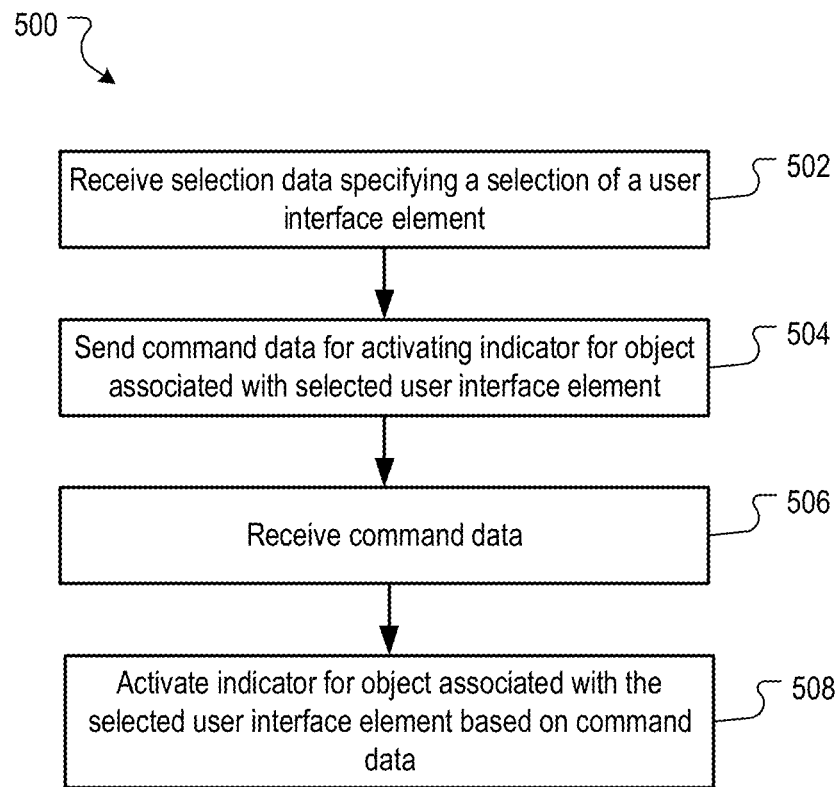 500
Receive selection data specifying a selection of a user
interface element
502
Send command data for activating indicator for object
associated with selected user interface element
504
Receive command data
506
Activate indicator for object associated with the
selected user interface element based on command
data
508